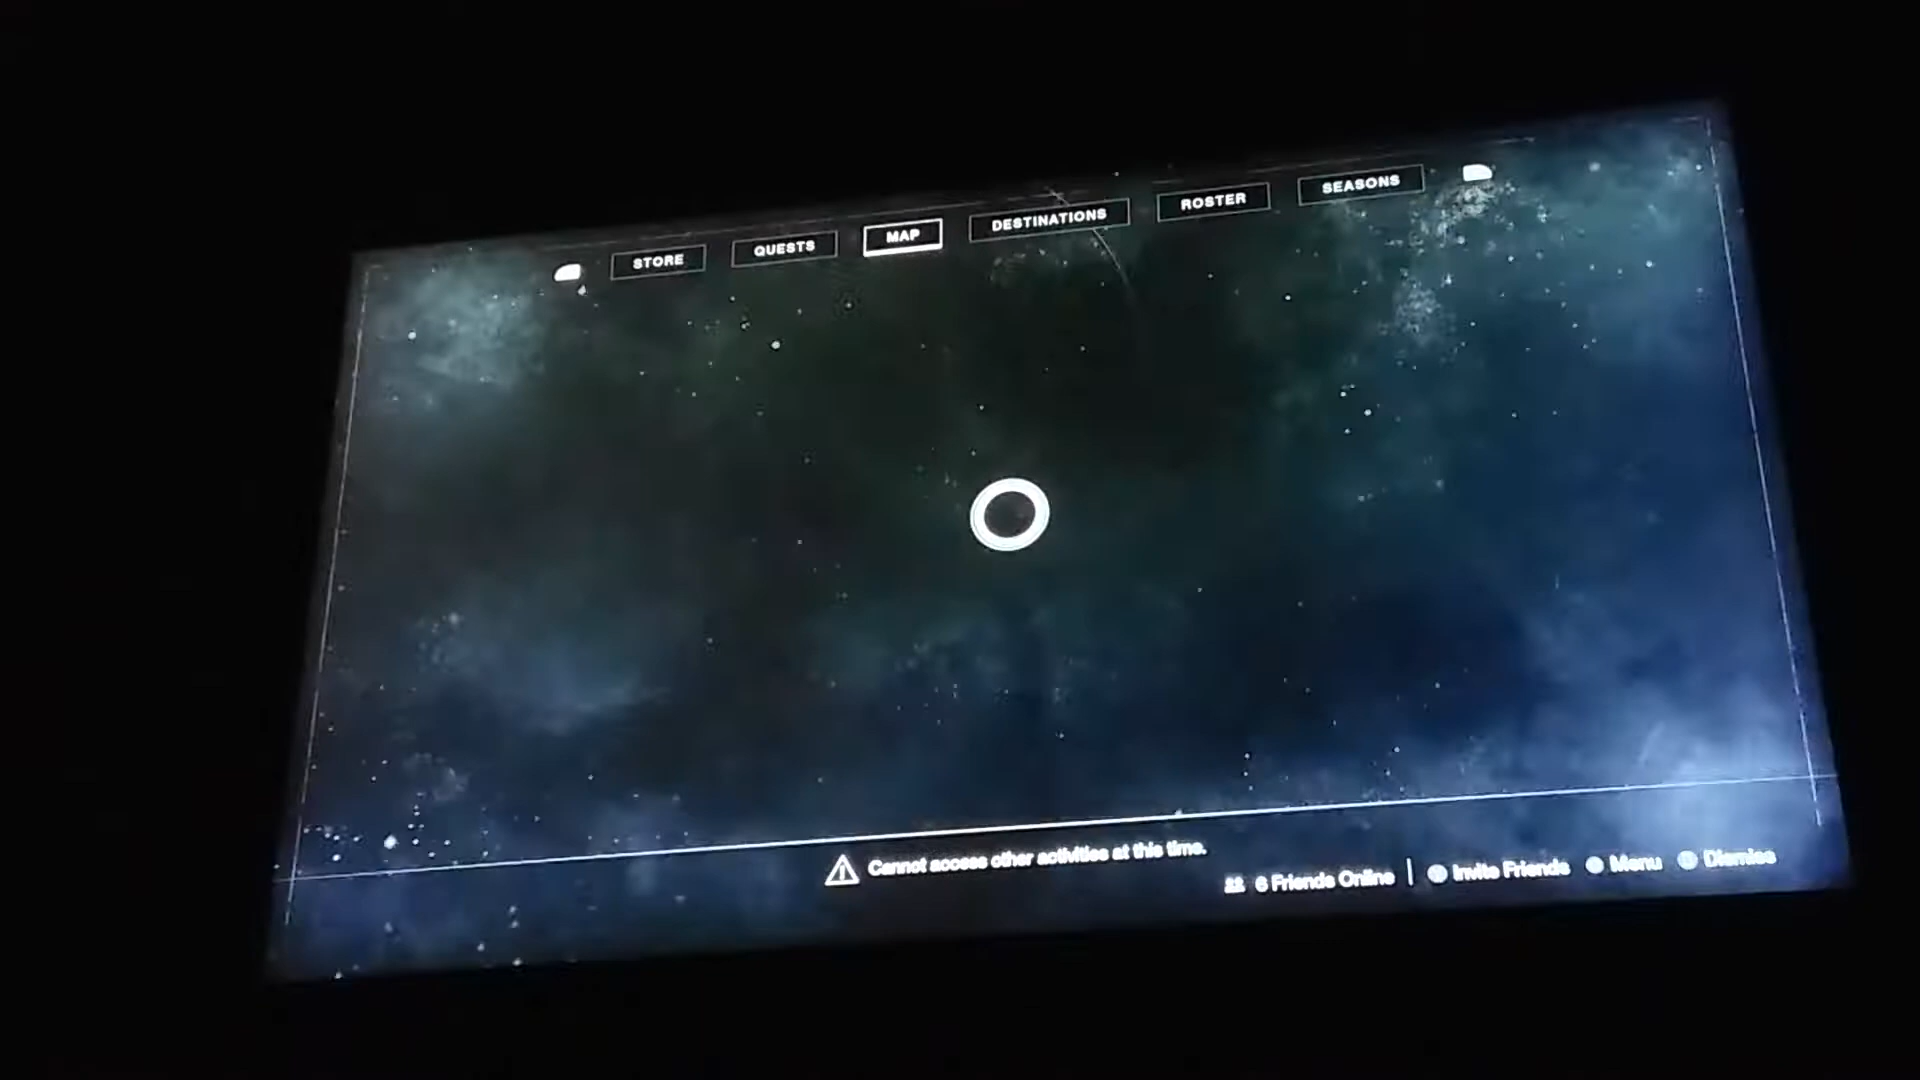 STORE
QUESTS
MAP
DESTINATIONS
ROSTER
SEASONS
Cannot access other activities at this time.
6 Friends Online
Invite Friends
Menu
Dismiss